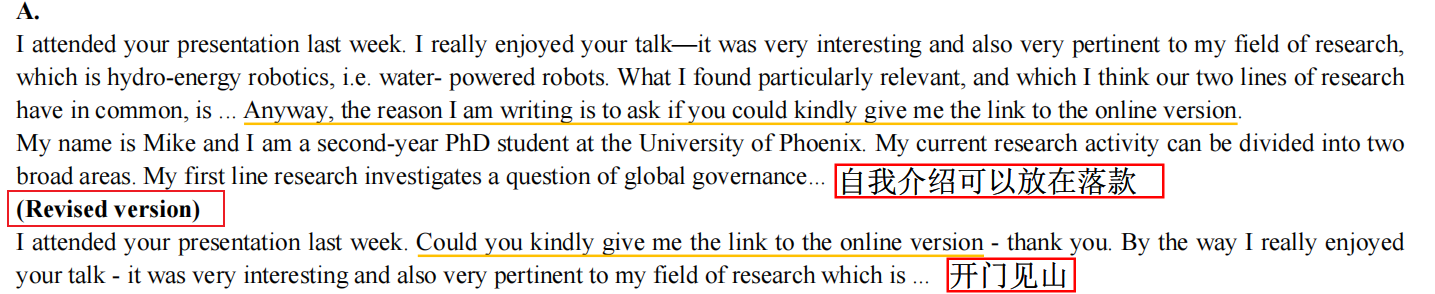 A.
I attended your presentation last week. I really enjoyed your talk—it was very interesting and also very pertinent to my field of research,
which is hydro-energy robotics, i.e. water- powered robots. What I found particularly relevant, and which I think our two lines of research
have in common, is ... Anyway, the reason I am writing is to ask if you could kindly give me the link to the online version.
My name is Mike and I am a second-year PhD student at the University of Phoenix. My current research activity can be divided into two
broad areas. My first line research investigates a question of global governance... 自我介绍可以放在落款
(Revised version)
I attended your presentation last week. Could you kindly give me the link to the online version - thank you. By the way I really enjoyed
your talk - it was very interesting and also very pertinent to my field of research which is ... 开门见山